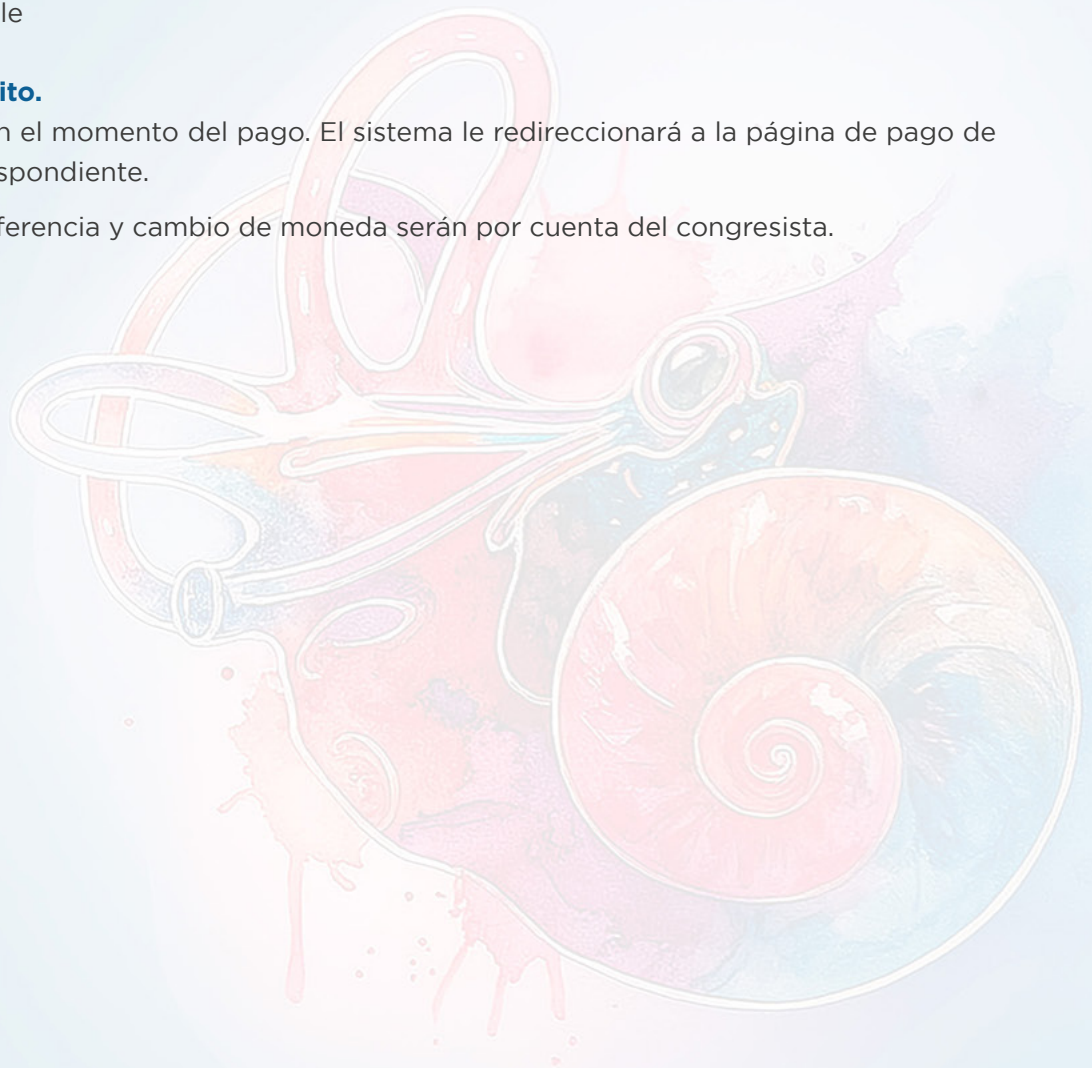 le
ito.
n el momento del pago. El sistema le redireccionará a la página de pago de
spondiente.
ferencia y cambio de moneda serán por cuenta del congresista.